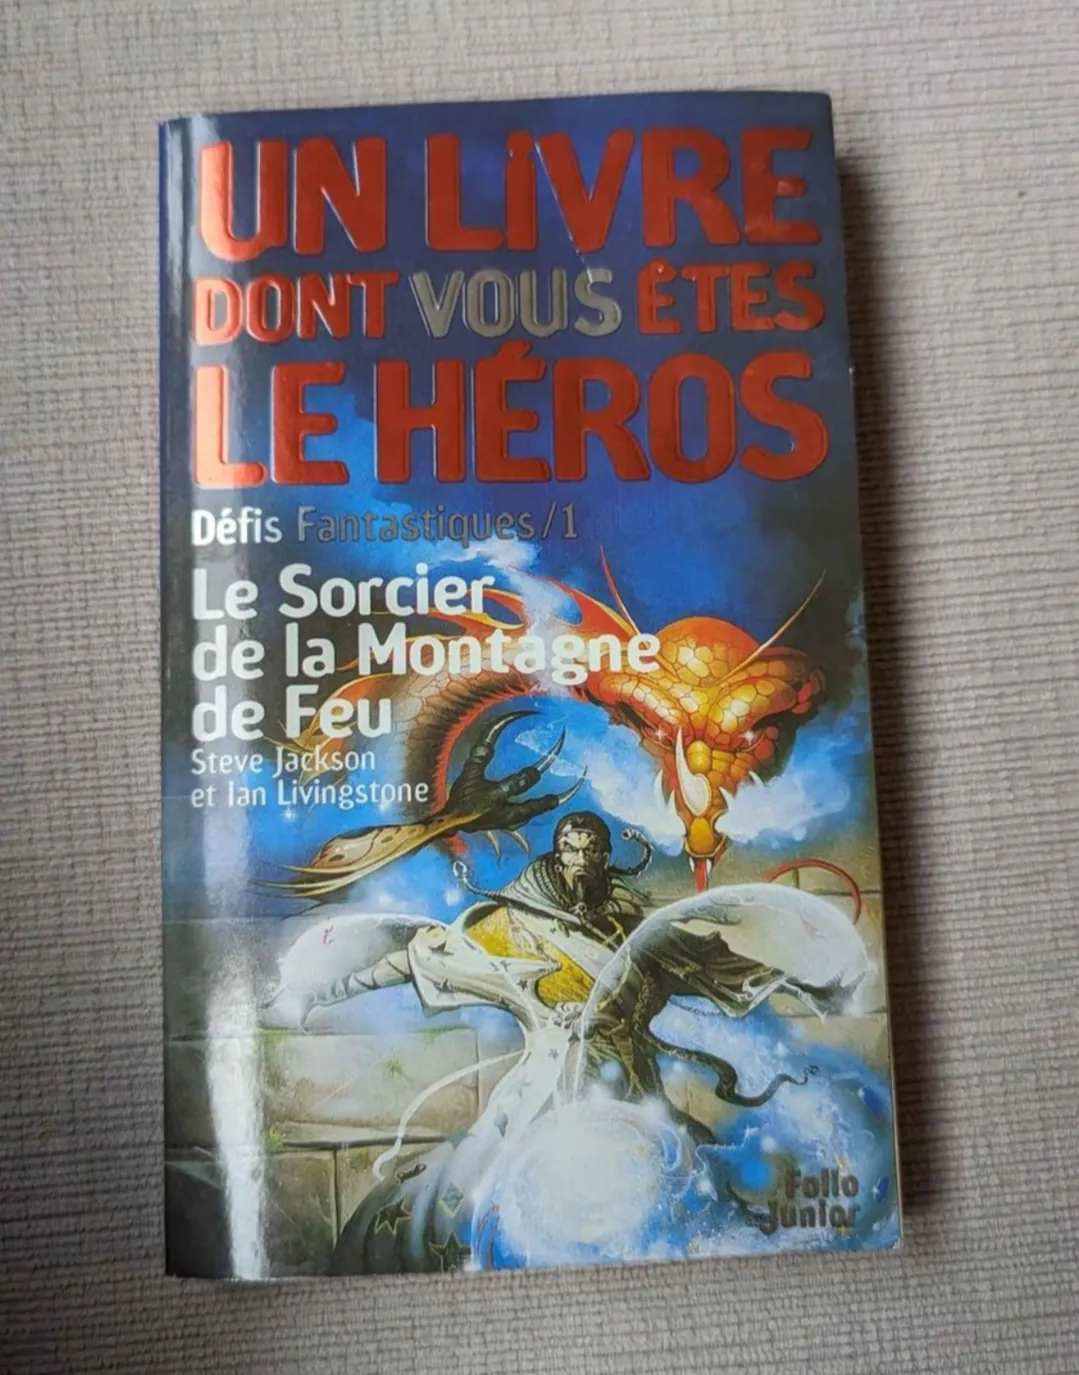 UN LiVRE
DONT VOUS ÊTES
LE HÉROS
Défis Fantastiques/1
Le Sorcier
de la Montagne
de Feu
Steve Jackson
et Ian Livingstone
Folio
Junior